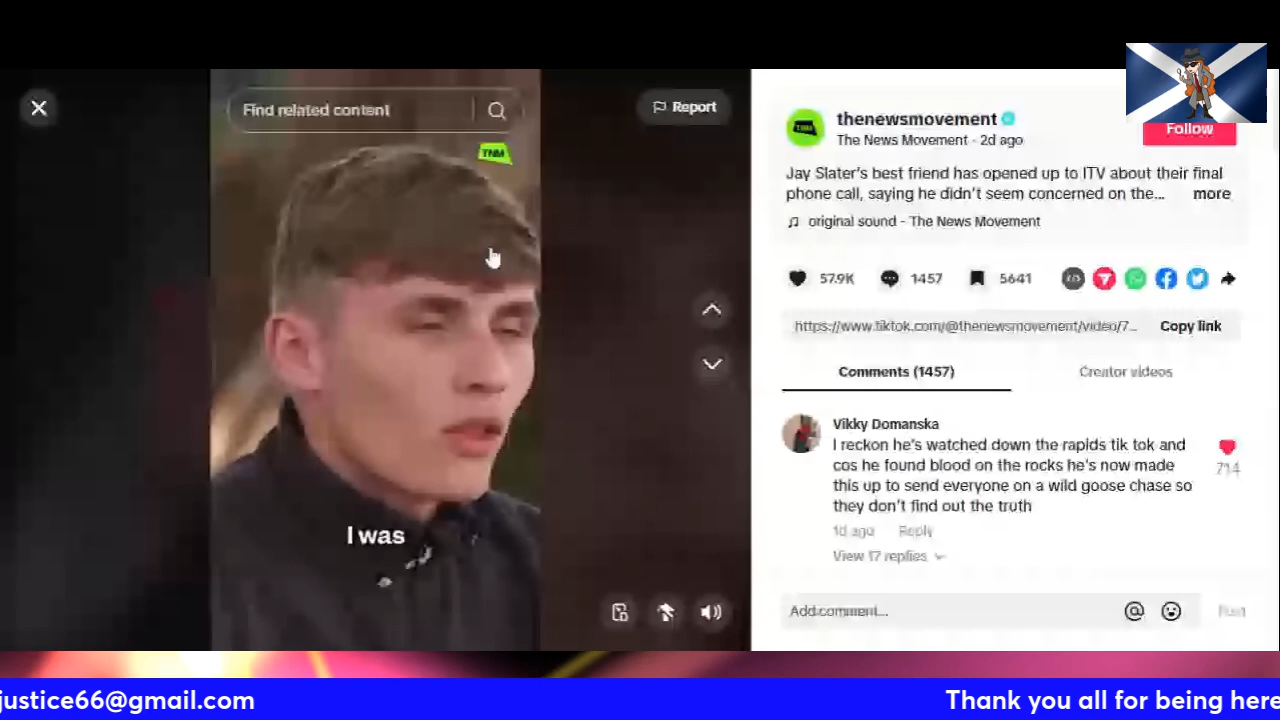 Find related content
Report
TNM
I was
thenewsmovement
The News Movement · 2d ago
Follow
Jay Slater's best friend has opened up to ITV about their final
phone call, saying he didn't seem concerned on the... more
original sound - The News Movement
57.9K 1457 5641
https://www.tiktok.com/@thenewsmovement/video/7... Copy link
Comments (1457) Creator videos
Vikky Domanska
I reckon he's watched down the rapids tik tok and
cos he found blood on the rocks he's now made
this up to send everyone on a wild goose chase so
they don't find out the truth
714
1d ago Reply
View 17 replies
Add comment... Post
justice66@gmail.com Thank you all for being here